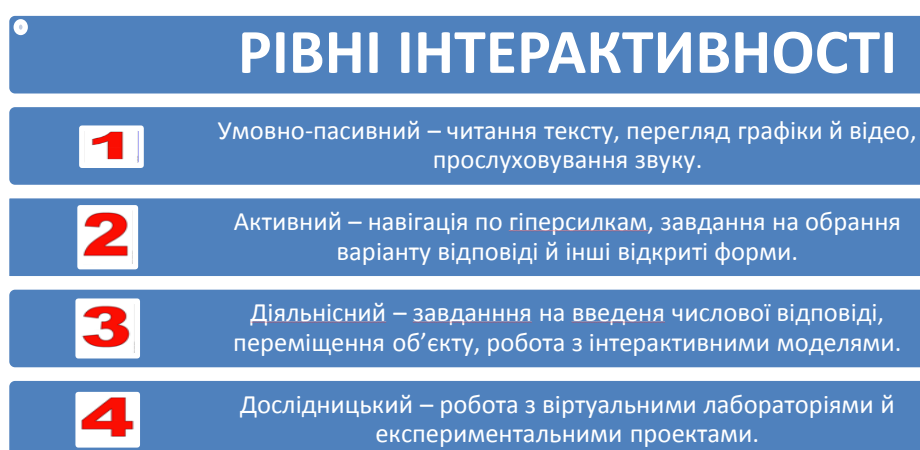 РІВНІ ІНТЕРАКТИВНОСТІ
1
Умовно-пасивний – читання тексту, перегляд графіки й відео,
прослуховування звуку.
2
Активний – навігація по гіперсилкам, завдання на обрання
варіанту відповіді й інші відкриті форми.
3
Діяльнісний – завданння на введеня числової відповіді,
переміщення об’єкту, робота з інтерактивними моделями.
4
Дослідницький – робота з віртуальними лабораторіями й
експериментальними проектами.